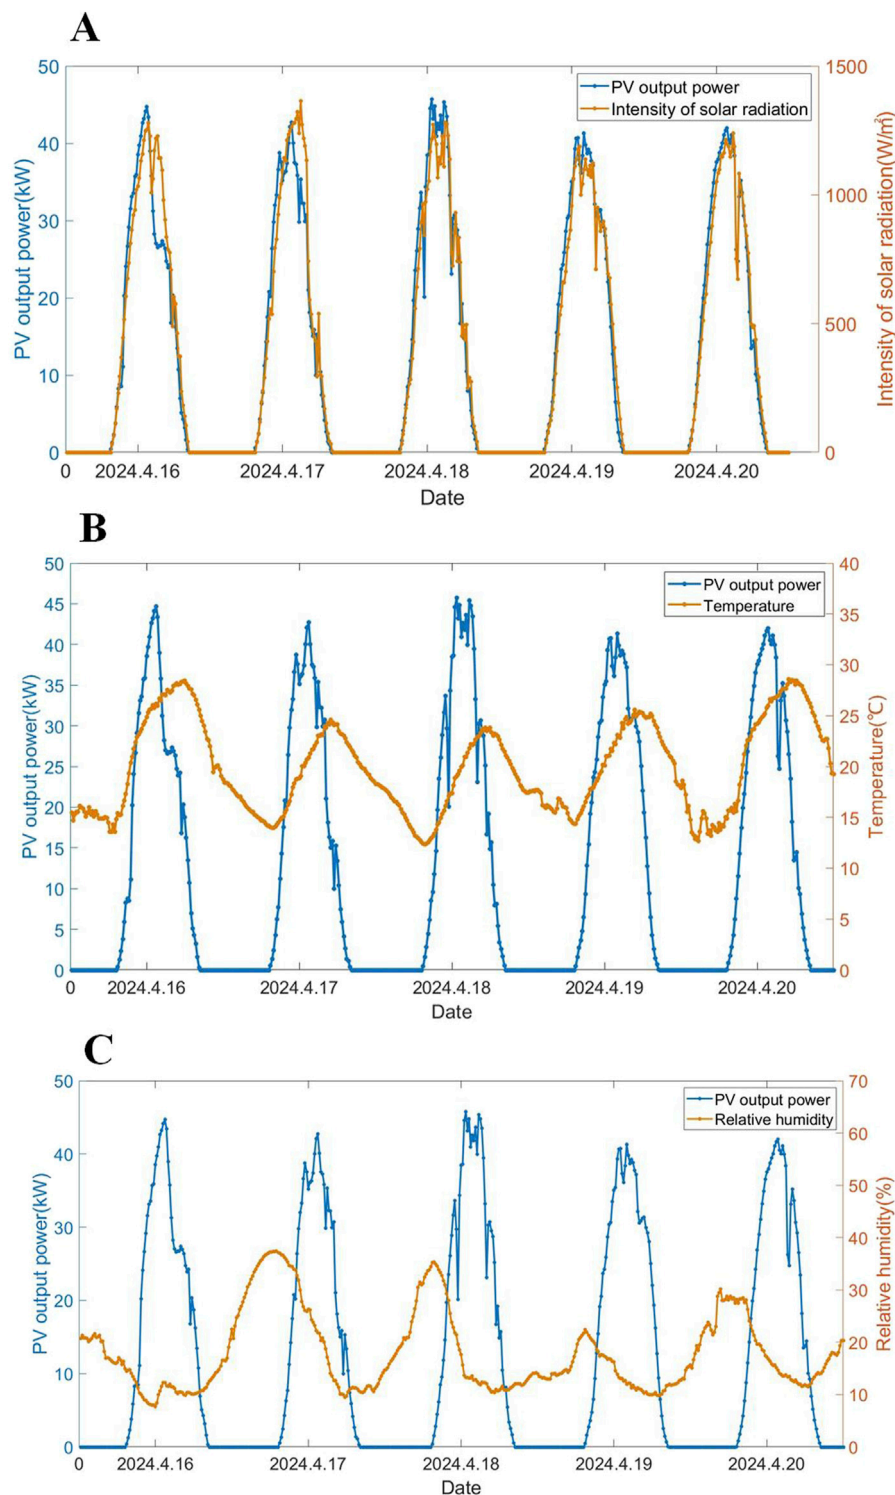 A
50
40
30
20
10
0
PV output power(kW)
1500
1000
500
0
Intensity of solar radiation(W/m²)
PV output power
Intensity of solar radiation
0 2024.4.16 2024.4.17 2024.4.18 2024.4.19 2024.4.20
Date
B
50
45
40
35
30
25
20
15
10
5
0
PV output power(kW)
40
35
30
25
20
15
10
5
0
Temperature(℃)
PV output power
Temperature
0 2024.4.16 2024.4.17 2024.4.18 2024.4.19 2024.4.20
Date
C
50
40
30
20
10
0
PV output power(kW)
70
60
50
40
30
20
10
0
Relative humidity(%)
PV output power
Relative humidity
0 2024.4.16 2024.4.17 2024.4.18 2024.4.19 2024.4.20
Date